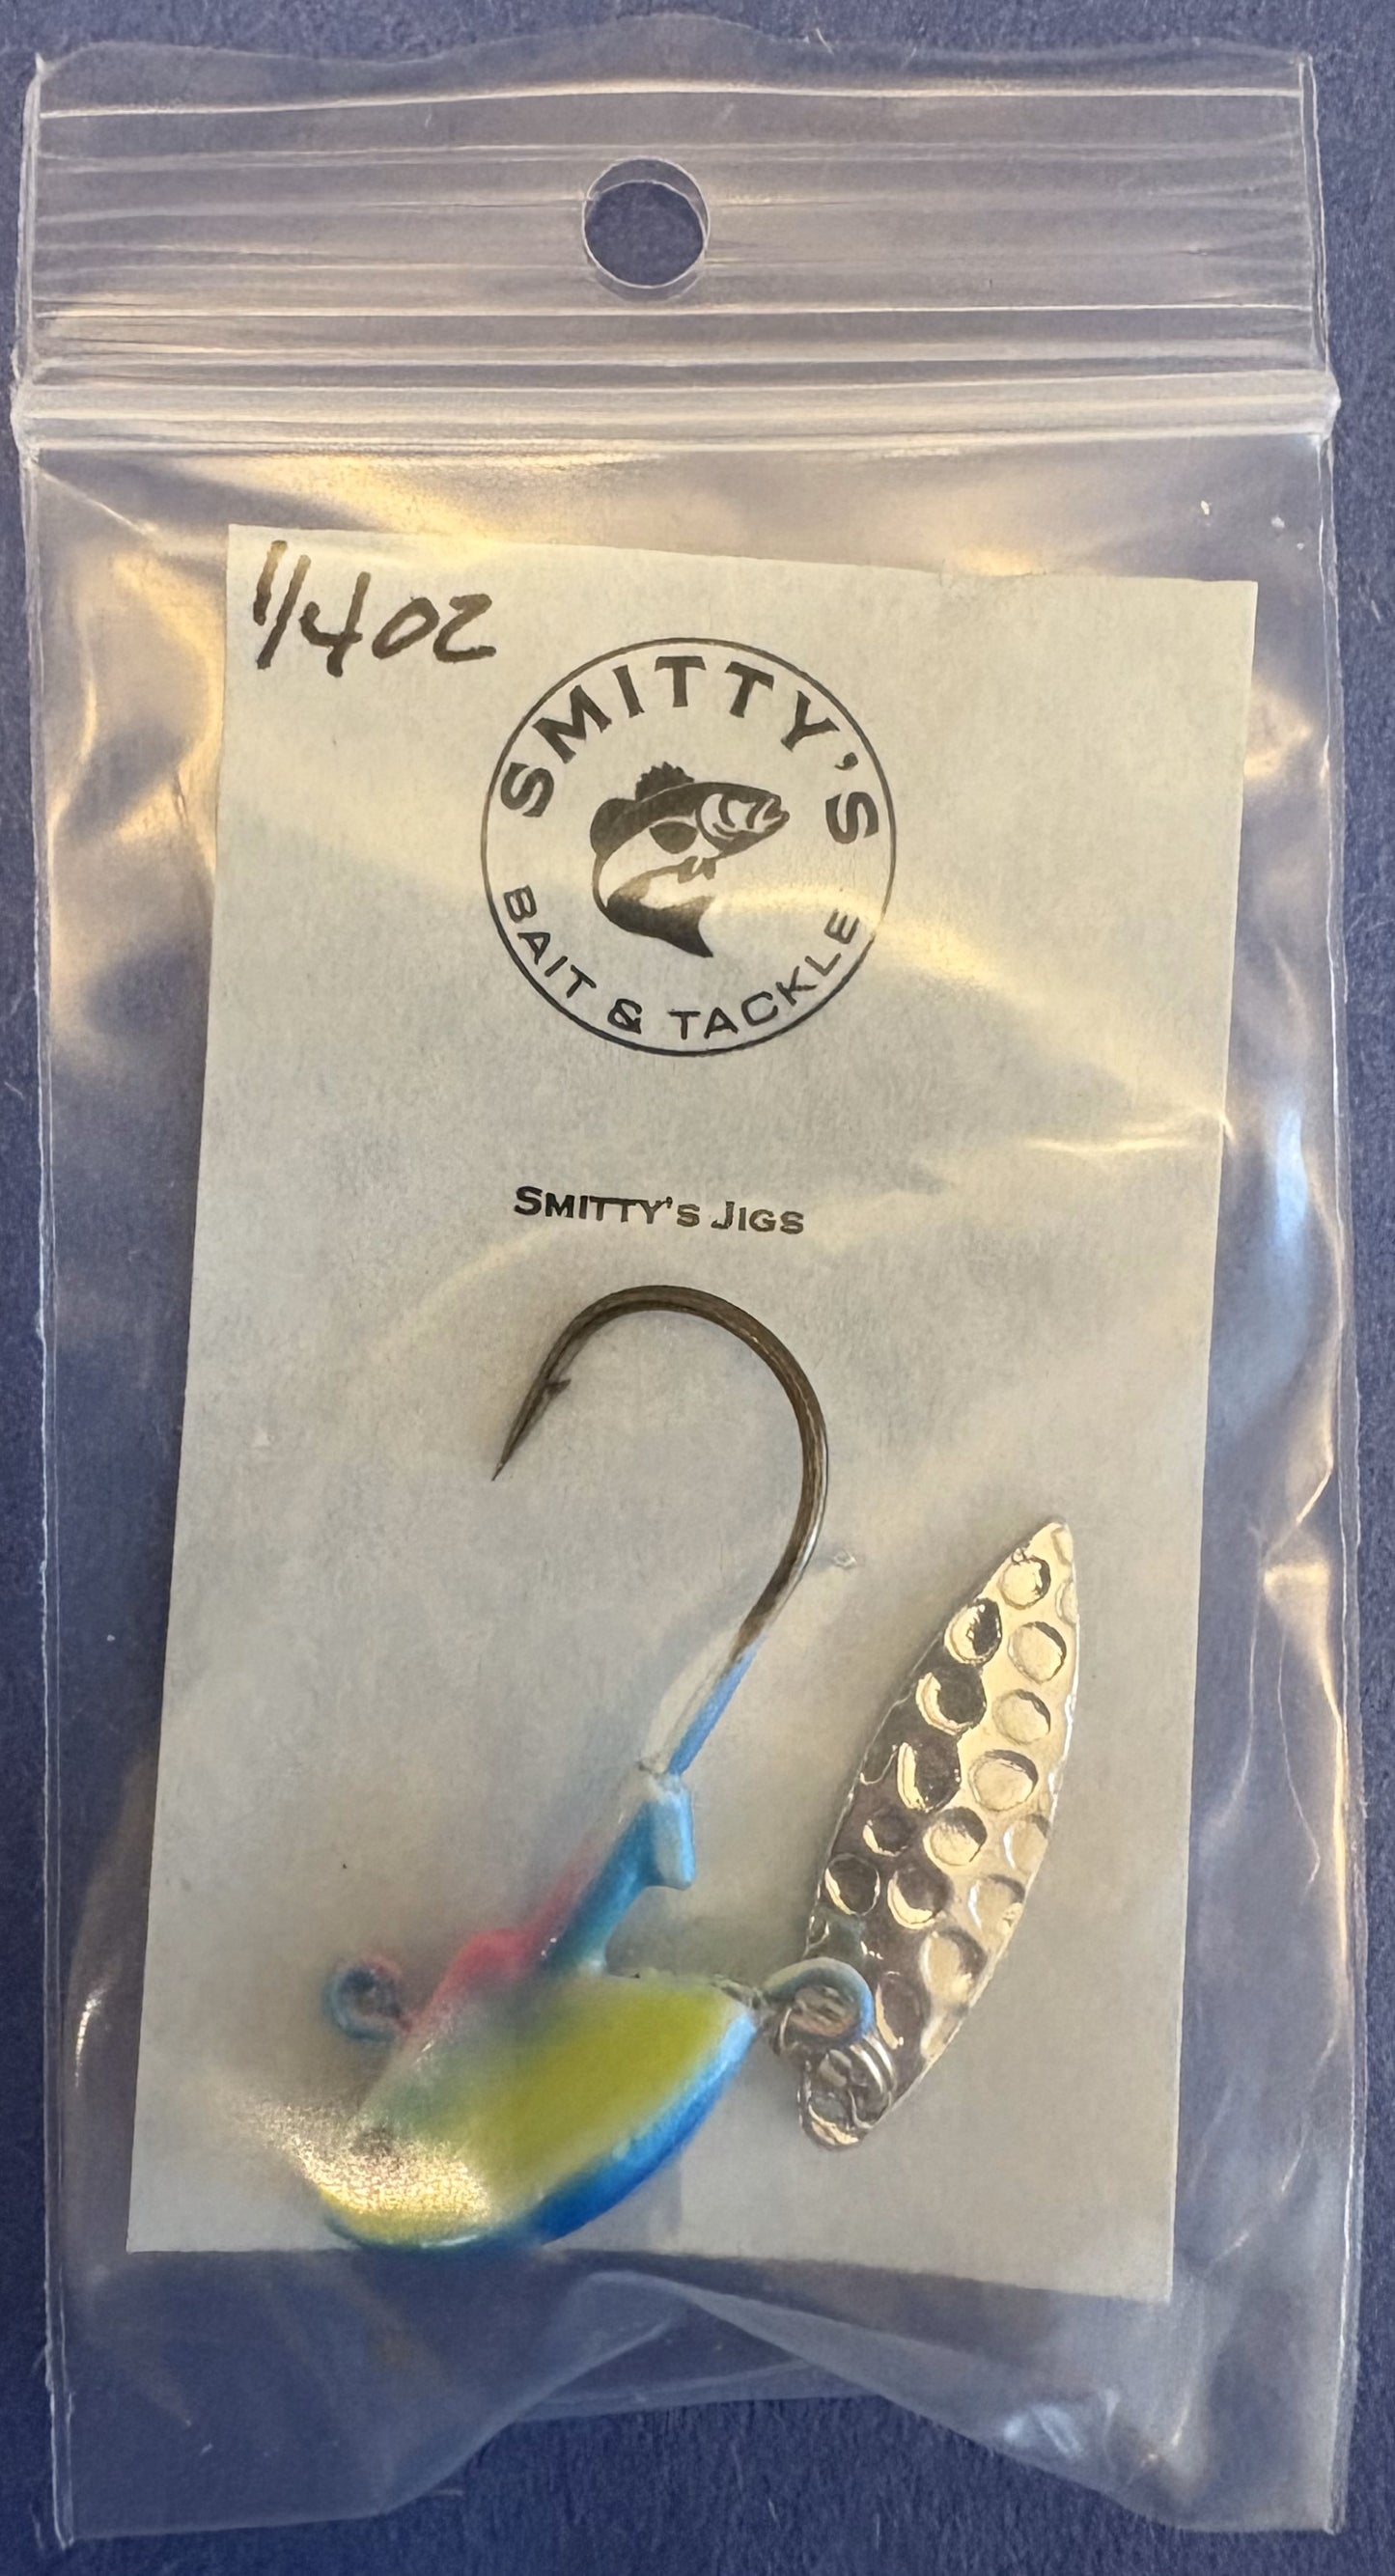 1/4oz
SMITTY'S
BAIT & TACKLE
SMITTY'S JIGS